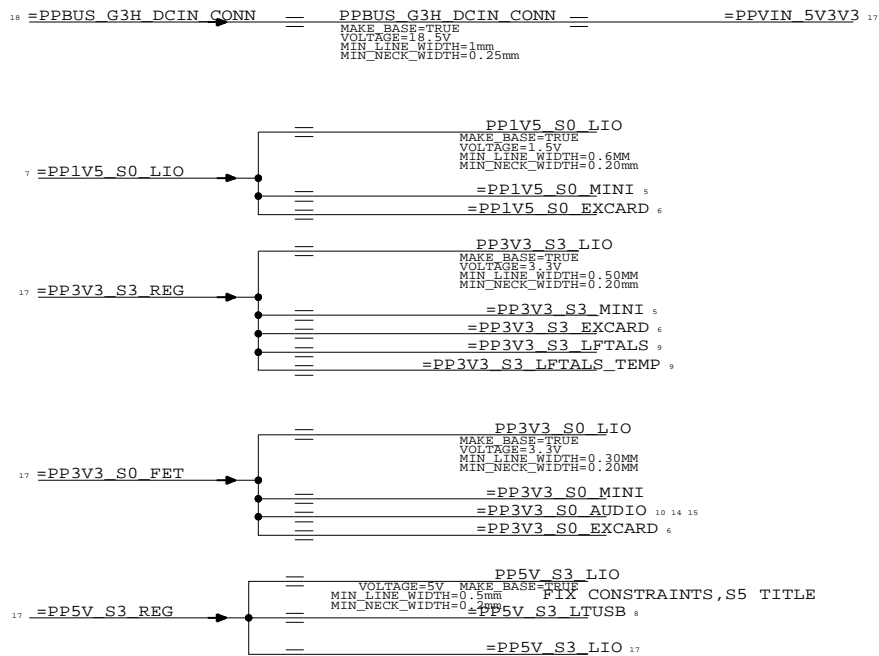 18 =PPBUS_G3H_DCIN_CONN PPBUS_G3H_DCIN_CONN =PPVIN_5V3V3 17
MAKE_BASE=TRUE
VOLTAGE=18.5V
MIN_LINE_WIDTH=1mm
MIN_NECK_WIDTH=0.25mm
PP1V5_S0_LIO
MAKE_BASE=TRUE
VOLTAGE=1.5V
MIN_LINE_WIDTH=0.6MM
MIN_NECK_WIDTH=0.20mm
7 =PP1V5_S0_LIO
=PP1V5_S0_MINI 5
=PP1V5_S0_EXCARD 6
PP3V3_S3_LIO
MAKE_BASE=TRUE
VOLTAGE=3.3V
MIN_LINE_WIDTH=0.50MM
MIN_NECK_WIDTH=0.20mm
17 =PP3V3_S3_REG
=PP3V3_S3_MINI 5
=PP3V3_S3_EXCARD 6
=PP3V3_S3_LFTALS 9
=PP3V3_S3_LFTALS_TEMP 9
PP3V3_S0_LIO
MAKE_BASE=TRUE
VOLTAGE=3.3V
MIN_LINE_WIDTH=0.30MM
MIN_NECK_WIDTH=0.20MM
17 =PP3V3_S0_FET
=PP3V3_S0_MINI
=PP3V3_S0_AUDIO 10 14 15
=PP3V3_S0_EXCARD 6
PP5V_S3_LIO
VOLTAGE=5V MAKE_BASE=TRUE
MIN_LINE_WIDTH=0.5mm FIX CONSTRAINTS,S5 TITLE
MIN_NECK_WIDTH=0.2mm
17 =PP5V_S3_REG =PP5V_S3_LTUSB 8
=PP5V_S3_LIO 17